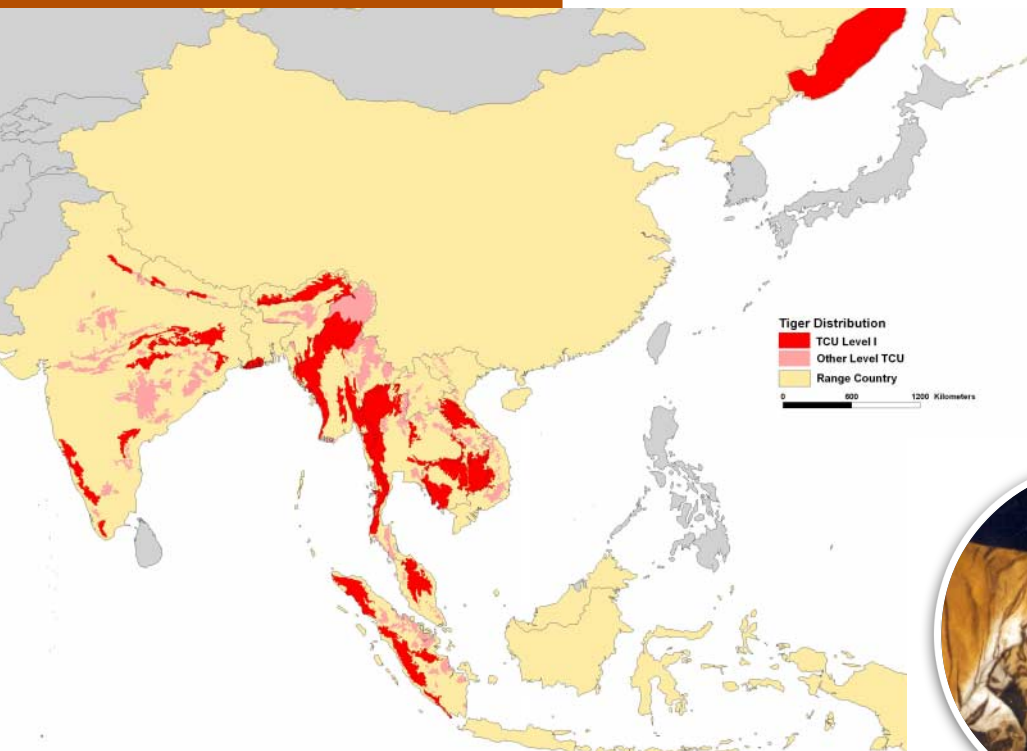 Tiger Distribution
TCU Level I
Other Level TCU
Range Country
0 600 1200 Kilometers